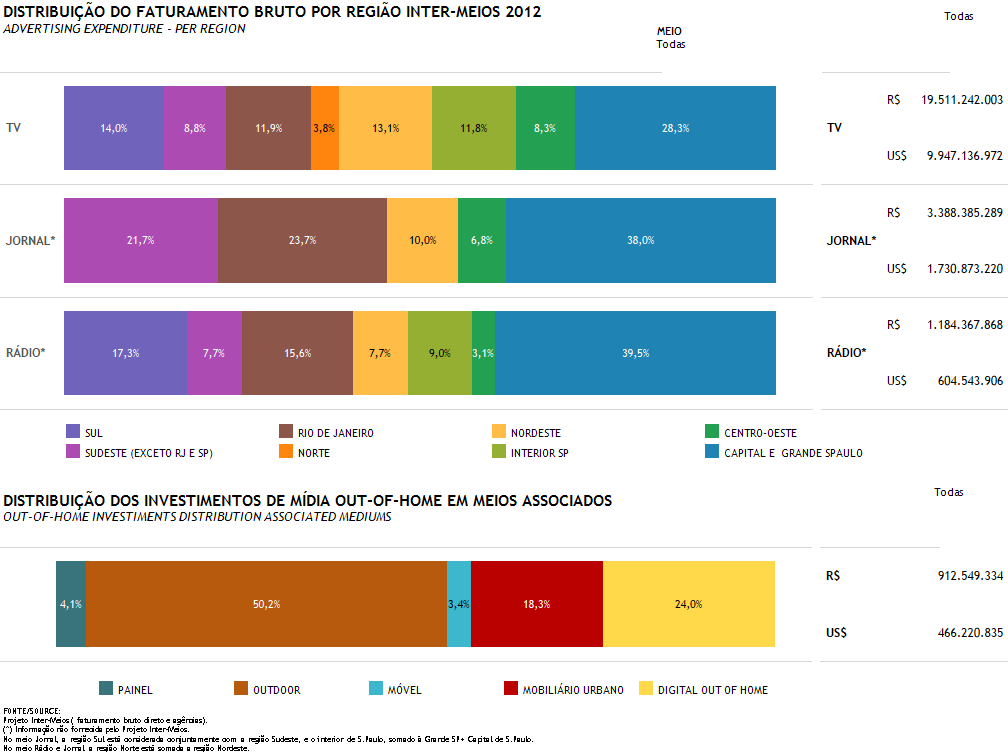 DISTRIBUIÇÃO DO FATURAMENTO BRUTO POR REGIÃO INTER-MEIOS 2012
ADVERTISING EXPENDITURE - PER REGION
Todas
MEIO
Todas
TV
14,0% 8,8% 11,9% 3,8% 13,1% 11,8% 8,3% 28,3%
R$ 19.511.242.003
TV
US$ 9.947.136.972
JORNAL*
21,7% 23,7% 10,0% 6,8% 38,0%
R$ 3.388.385.289
JORNAL*
US$ 1.730.873.220
RÁDIO*
17,3% 7,7% 15,6% 7,7% 9,0% 3,1% 39,5%
R$ 1.184.367.868
RÁDIO*
US$ 604.543.906
SUL RIO DE JANEIRO NORDESTE CENTRO-OESTE
SUDESTE (EXCETO RJ E SP) NORTE INTERIOR SP CAPITAL E GRANDE SPAULO
DISTRIBUIÇÃO DOS INVESTIMENTOS DE MÍDIA OUT-OF-HOME EM MEIOS ASSOCIADOS
OUT-OF-HOME INVESTIMENTS DISTRIBUTION ASSOCIATED MEDIUMS
Todas
4,1% 50,2% 3,4% 18,3% 24,0%
R$ 912.549.334
US$ 466.220.835
PAINEL OUTDOOR MÓVEL MOBILIÁRIO URBANO DIGITAL OUT OF HOME
FONTE/SOURCE:
Projeto Inter-Meios ( faturamento bruto direto e agências).
(*) Informação não fornecida pelo Projeto Inter-Meios.
No meio Jornal, a região Sul está considerada conjuntamente com a região Sudeste, e o interior de S.Paulo, somado à Grande SP+ Capital de S.Paulo.
No meio Rádio e Jornal a região Norte está somada a região Nordeste.